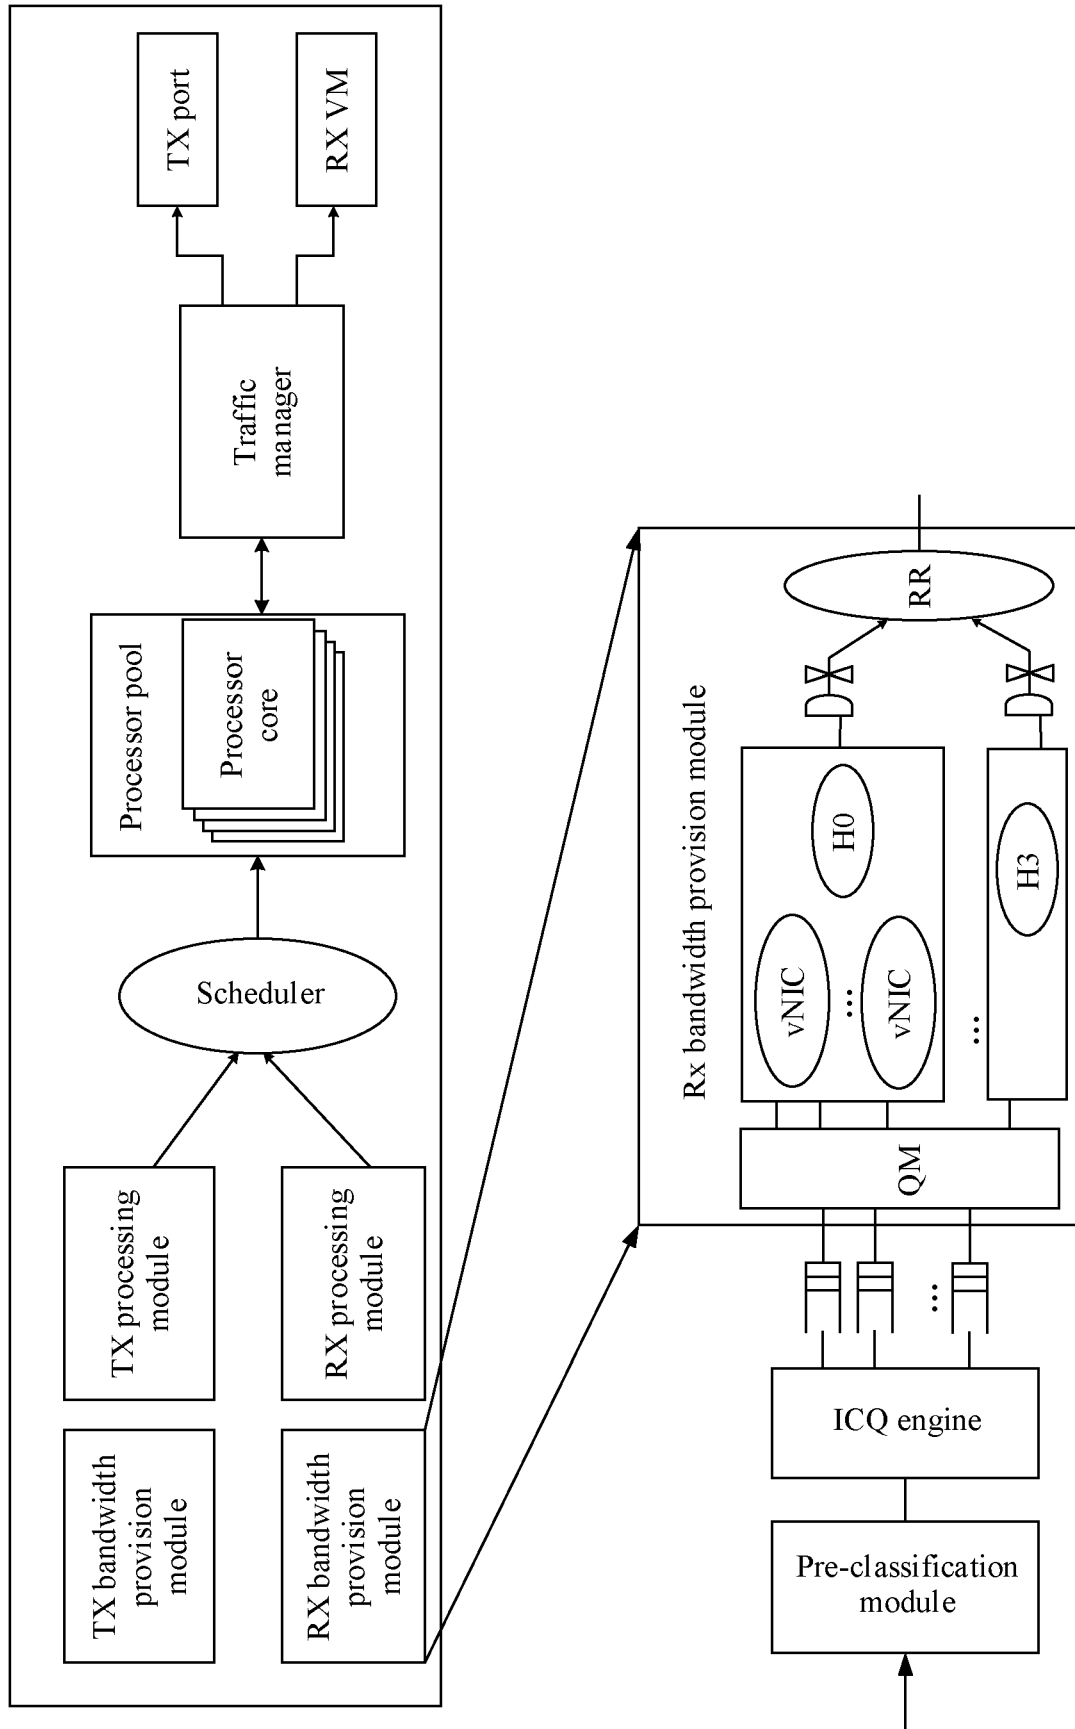 TX bandwidth
provision
module
RX bandwidth
provision
module
TX processing
module
RX processing
module
Scheduler
Processor pool
Processor
core
Traffic
manager
TX port
RX VM
Pre-classification
module
ICQ engine
...
Rx bandwidth provision module
QM
vNIC
...
vNIC
H0
...
H3
RR